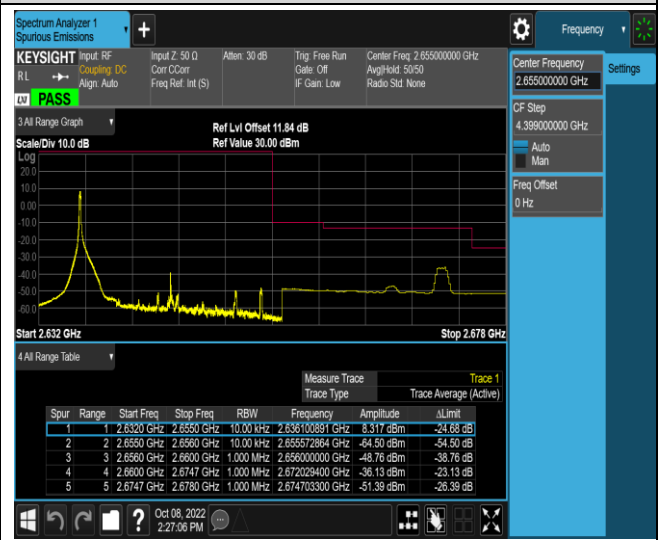 Spectrum Analyzer 1
Spurious Emissions
Frequency
KEYSIGHT Input: RF Input Z: 50 Ω Atten: 30 dB Trig: Free Run Center Freq: 2.655000000 GHz
RL Coupling: DC Corr CCorr Gate: Off Avg|Hold: 50/50
Align: Auto Freq Ref: Int (S) IF Gain: Low Radio Std: None
LXI PASS
Center Frequency
2.655000000 GHz
Settings
CF Step
4.399000000 GHz
Auto
Man
Freq Offset
0 Hz
3 All Range Graph
Ref Lvl Offset 11.84 dB
Scale/Div 10.0 dB Ref Value 30.00 dBm
Log
20.0
10.0
0.00
-10.0
-20.0
-30.0
-40.0
-50.0
-60.0
Start 2.632 GHz Stop 2.678 GHz
4 All Range Table
Measure Trace Trace 1
Trace Type Trace Average (Active)
Spur Range Start Freq Stop Freq RBW Frequency Amplitude ΔLimit
1 1 2.6320 GHz 2.6550 GHz 10.00 kHz 2.636100891 GHz 8.317 dBm -24.68 dB
2 2 2.6550 GHz 2.6560 GHz 10.00 kHz 2.655572864 GHz -64.50 dBm -54.50 dB
3 3 2.6560 GHz 2.6600 GHz 1.000 MHz 2.656000000 GHz -48.76 dBm -38.76 dB
4 4 2.6600 GHz 2.6747 GHz 1.000 MHz 2.672029400 GHz -36.13 dBm -23.13 dB
5 5 2.6747 GHz 2.6780 GHz 1.000 MHz 2.674703300 GHz -51.39 dBm -26.39 dB
Oct 08, 2022
2:27:06 PM